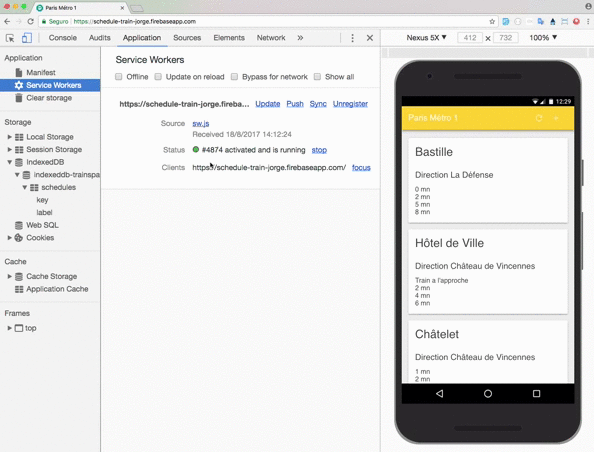 Paris Métro 1
Seguro | https://schedule-train-jorge.firebaseapp.com
Console Audits Application Sources Elements Network »
Nexus 5X ▼ 412 × 732 100% ▼
Application
Manifest
Service Workers
Clear storage
Storage
Local Storage
Session Storage
IndexedDB
indexeddb-trainspa
schedules
key
label
Web SQL
Cookies
Cache
Cache Storage
Application Cache
Frames
top
Service Workers
Offline Update on reload Bypass for network Show all
https://schedule-train-jorge.fireba... Update Push Sync Unregister
Source sw.js
Received 18/8/2017 14:12:24
Status #4874 activated and is running stop
Clients https://schedule-train-jorge.firebaseapp.com/ focus
12:29
Paris Métro 1
Bastille
Direction La Défense
0 mn
2 mn
5 mn
8 mn
Hôtel de Ville
Direction Château de Vincennes
Train a l'approche
2 mn
4 mn
6 mn
Châtelet
Direction Château de Vincennes
1 mn
2 mn